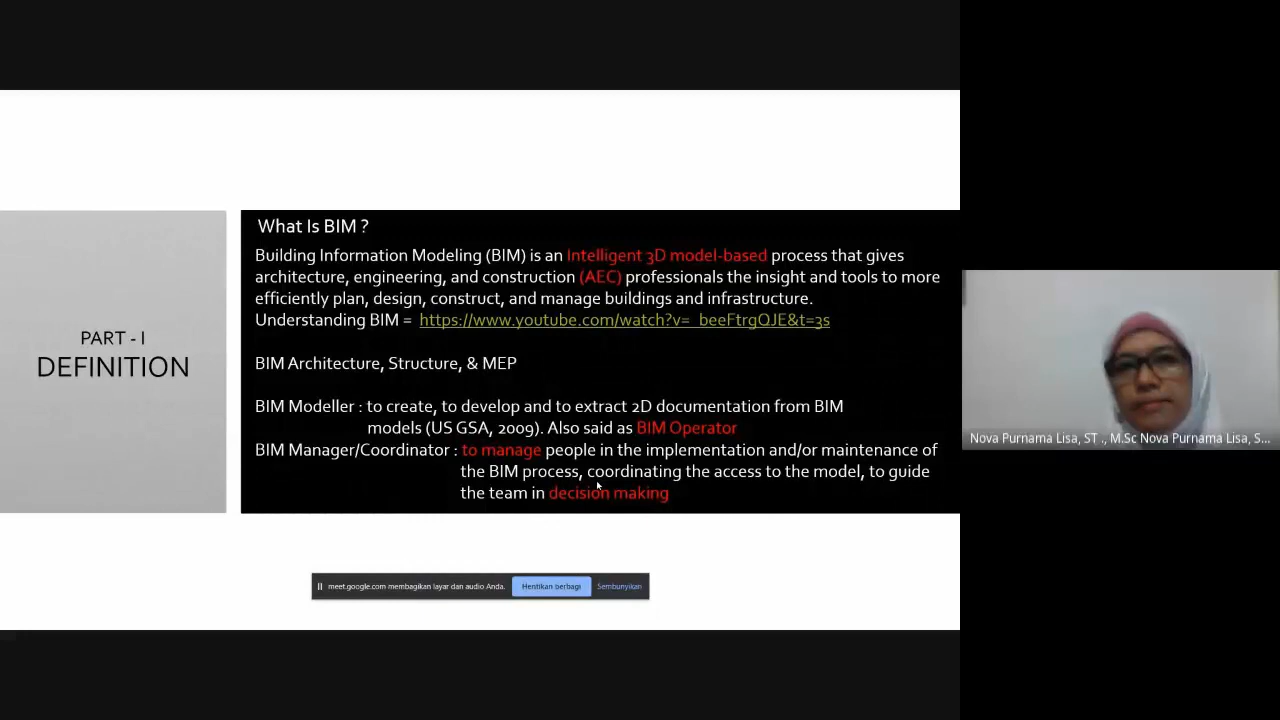 PART - I
DEFINITION
What Is BIM ?
Building Information Modeling (BIM) is an Intelligent 3D model-based process that gives
architecture, engineering, and construction (AEC) professionals the insight and tools to more
efficiently plan, design, construct, and manage buildings and infrastructure.
Understanding BIM = https://www.youtube.com/watch?v=_beeFtrgQJE&t=3s
BIM Architecture, Structure, & MEP
BIM Modeller : to create, to develop and to extract 2D documentation from BIM
models (US GSA, 2009). Also said as BIM Operator
BIM Manager/Coordinator : to manage people in the implementation and/or maintenance of
the BIM process, coordinating the access to the model, to guide
the team in decision making
meet.google.com membagikan layar dan audio Anda. Hentikan berbagi Sembunyikan
Nova Purnama Lisa, ST ., M.Sc Nova Purnama Lisa, S...